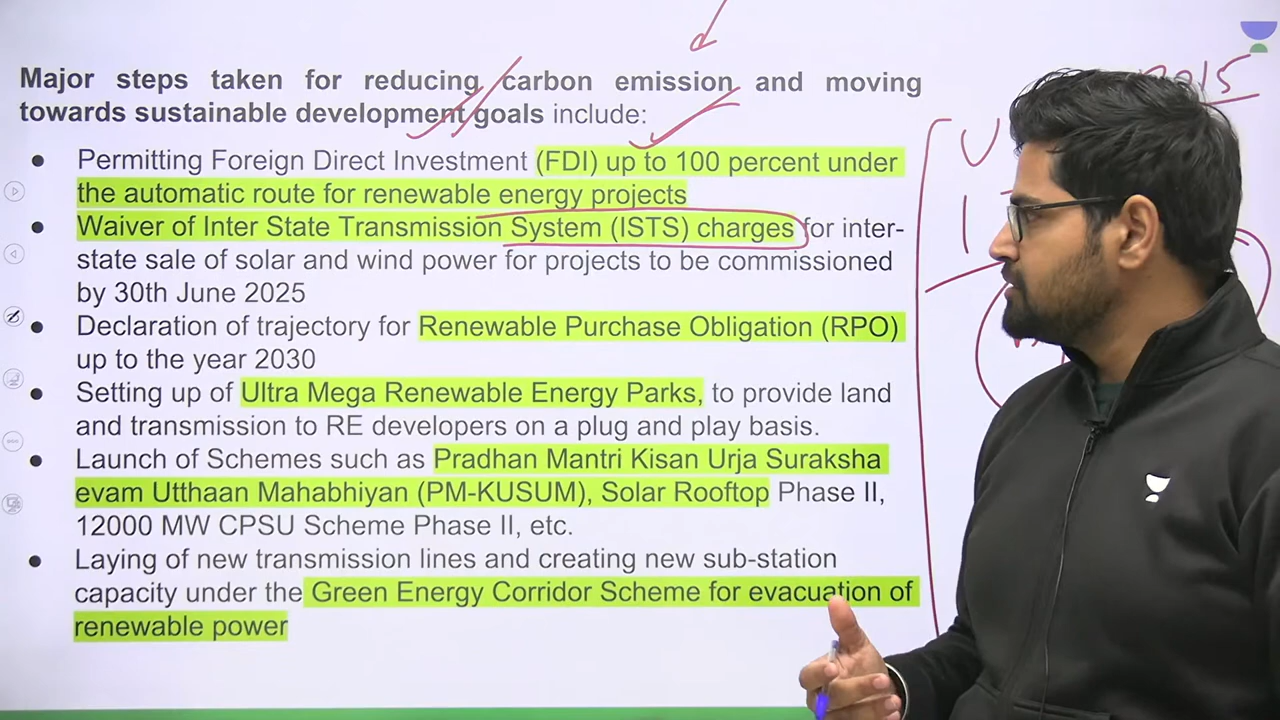 Major steps taken for reducing carbon emission and moving
towards sustainable development goals include:
● Permitting Foreign Direct Investment (FDI) up to 100 percent under
the automatic route for renewable energy projects
● Waiver of Inter State Transmission System (ISTS) charges for inter-
state sale of solar and wind power for projects to be commissioned
by 30th June 2025
● Declaration of trajectory for Renewable Purchase Obligation (RPO)
up to the year 2030
● Setting up of Ultra Mega Renewable Energy Parks, to provide land
and transmission to RE developers on a plug and play basis.
● Launch of Schemes such as Pradhan Mantri Kisan Urja Suraksha
evam Utthaan Mahabhiyan (PM-KUSUM), Solar Rooftop Phase II,
12000 MW CPSU Scheme Phase II, etc.
● Laying of new transmission lines and creating new sub-station
capacity under the Green Energy Corridor Scheme for evacuation of
renewable power